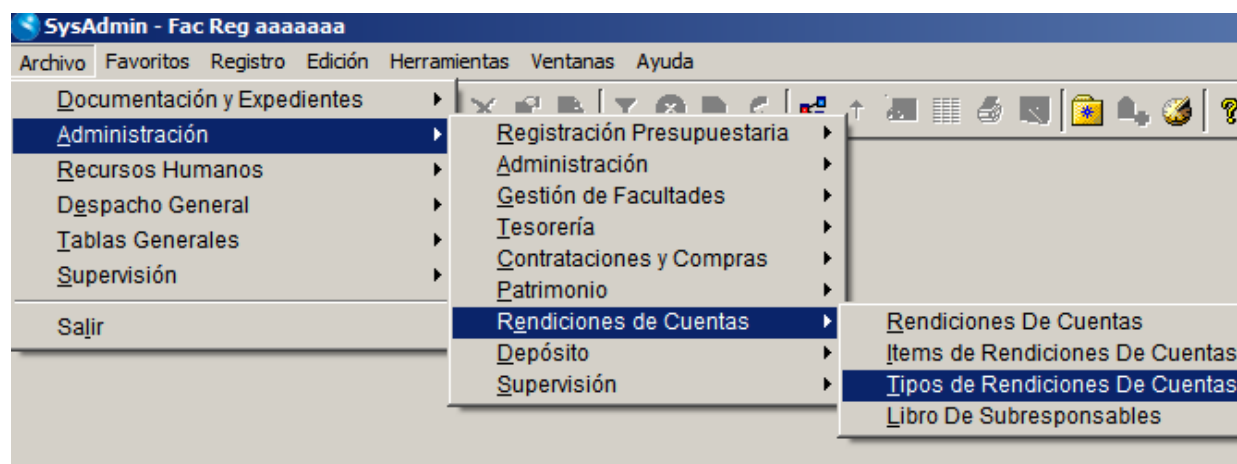 SysAdmin - Fac Reg aaaaaaa
Archivo Favoritos Registro Edición Herramientas Ventanas Ayuda
Documentación y Expedientes
Administración
Recursos Humanos
Despacho General
Tablas Generales
Supervisión
Salir
Registración Presupuestaria
Administración
Gestión de Facultades
Tesorería
Contrataciones y Compras
Patrimonio
Rendiciones de Cuentas
Depósito
Supervisión
Rendiciones De Cuentas
Items de Rendiciones De Cuentas
Tipos de Rendiciones De Cuentas
Libro De Subresponsables